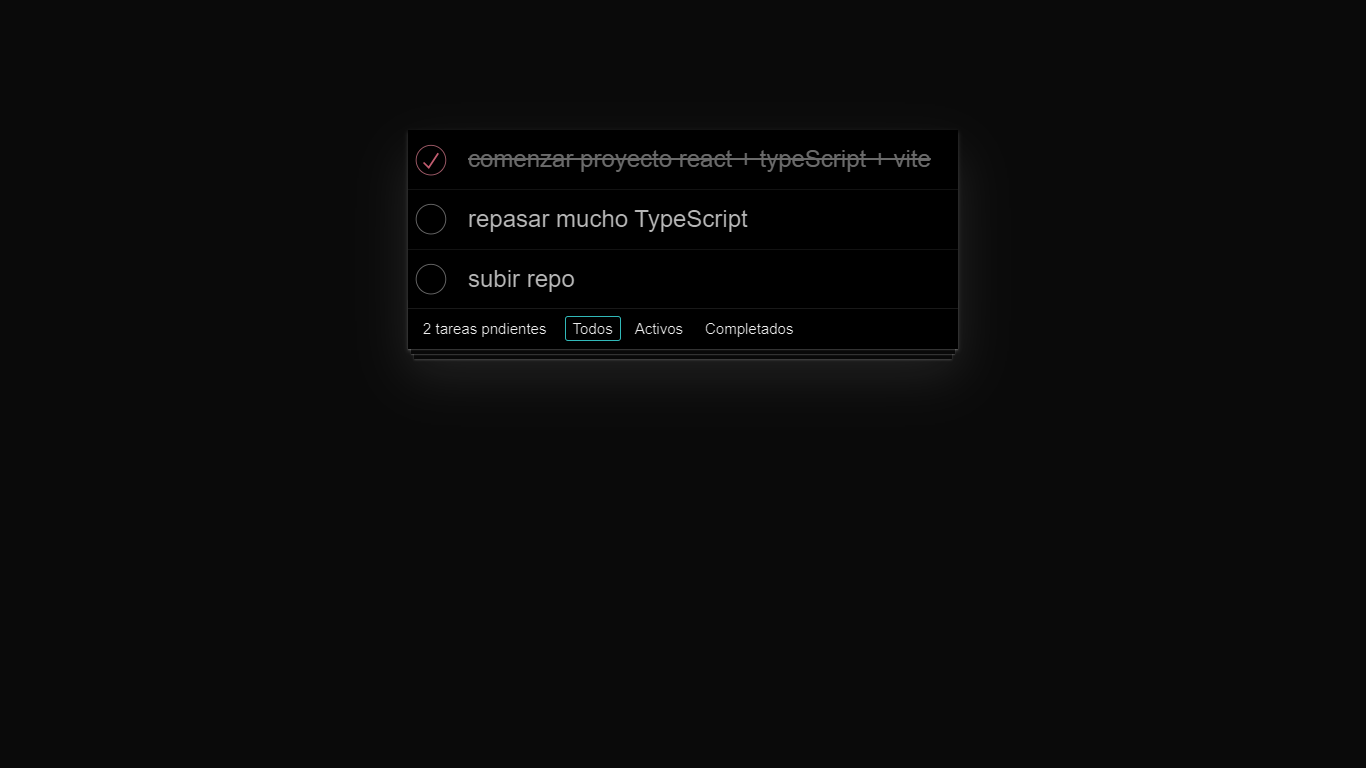 comenzar proyecto react + typeScript + vite
repasar mucho TypeScript
subir repo
2 tareas pndientes Todos Activos Completados